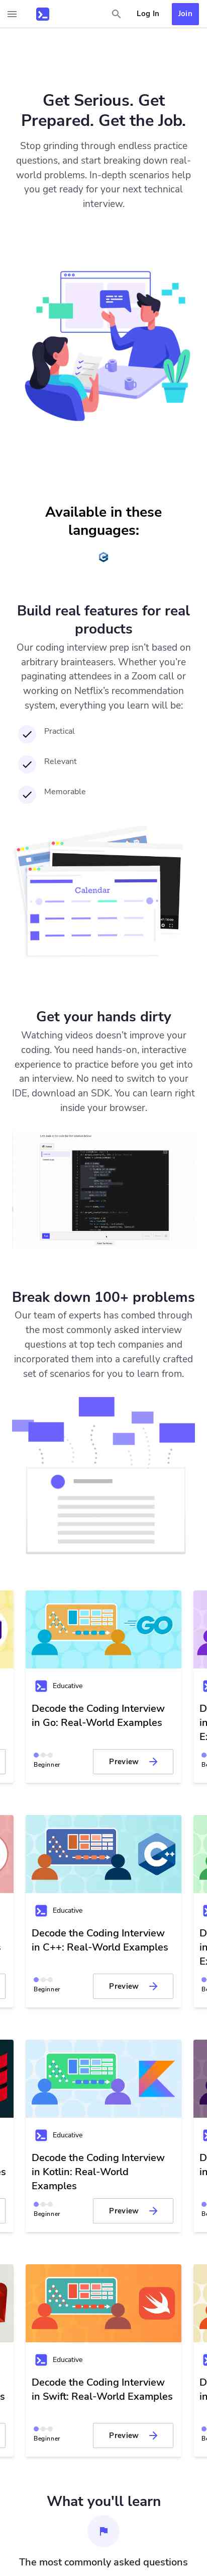 Log In
Join
Get Serious. Get
Prepared. Get the Job.
Stop grinding through endless practice
questions, and start breaking down real-
world problems. In-depth scenarios help
you get ready for your next technical
interview.
Available in these
languages:
Build real features for real
products
Our coding interview prep isn't based on
arbitrary brainteasers. Whether you're
paginating attendees in a Zoom call or
working on Netflix's recommendation
system, everything you learn will be:
Practical
Relevant
Memorable
Calendar
Get your hands dirty
Watching videos doesn't improve your
coding. You need hands-on, interactive
experience to practice before you get into
an interview. No need to switch to your
IDE, download an SDK. You can learn right
inside your browser.
Break down 100+ problems
Our team of experts has combed through
the most commonly asked interview
questions at top tech companies and
incorporated them into a carefully crafted
set of scenarios for you to learn from.
GO
Educative
Decode the Coding Interview
in Go: Real-World Examples
Beginner
Preview
C++
Educative
Decode the Coding Interview
in C++: Real-World Examples
Beginner
Preview
Educative
Decode the Coding Interview
in Kotlin: Real-World
Examples
Beginner
Preview
Educative
Decode the Coding Interview
in Swift: Real-World Examples
Beginner
Preview
What you'll learn
The most commonly asked questions